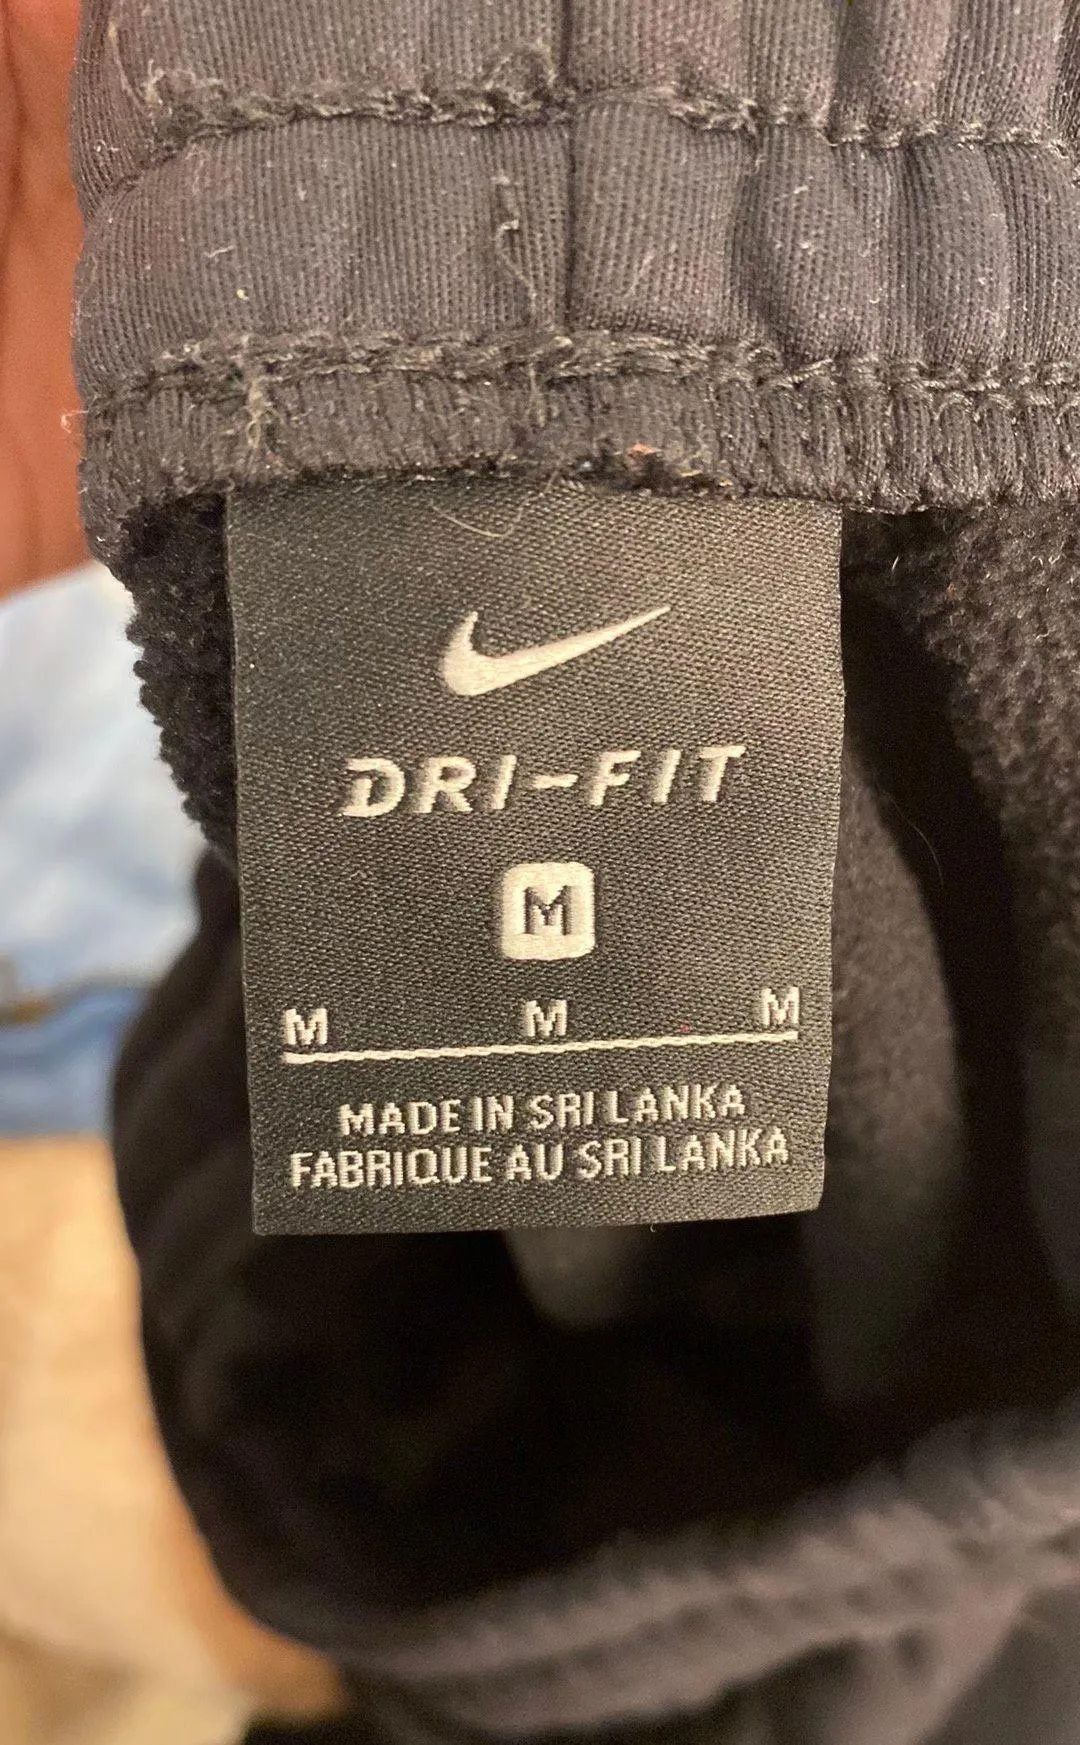 DRI-FIT
M
M M M
MADE IN SRI LANKA
FABRIQUE AU SRI LANKA